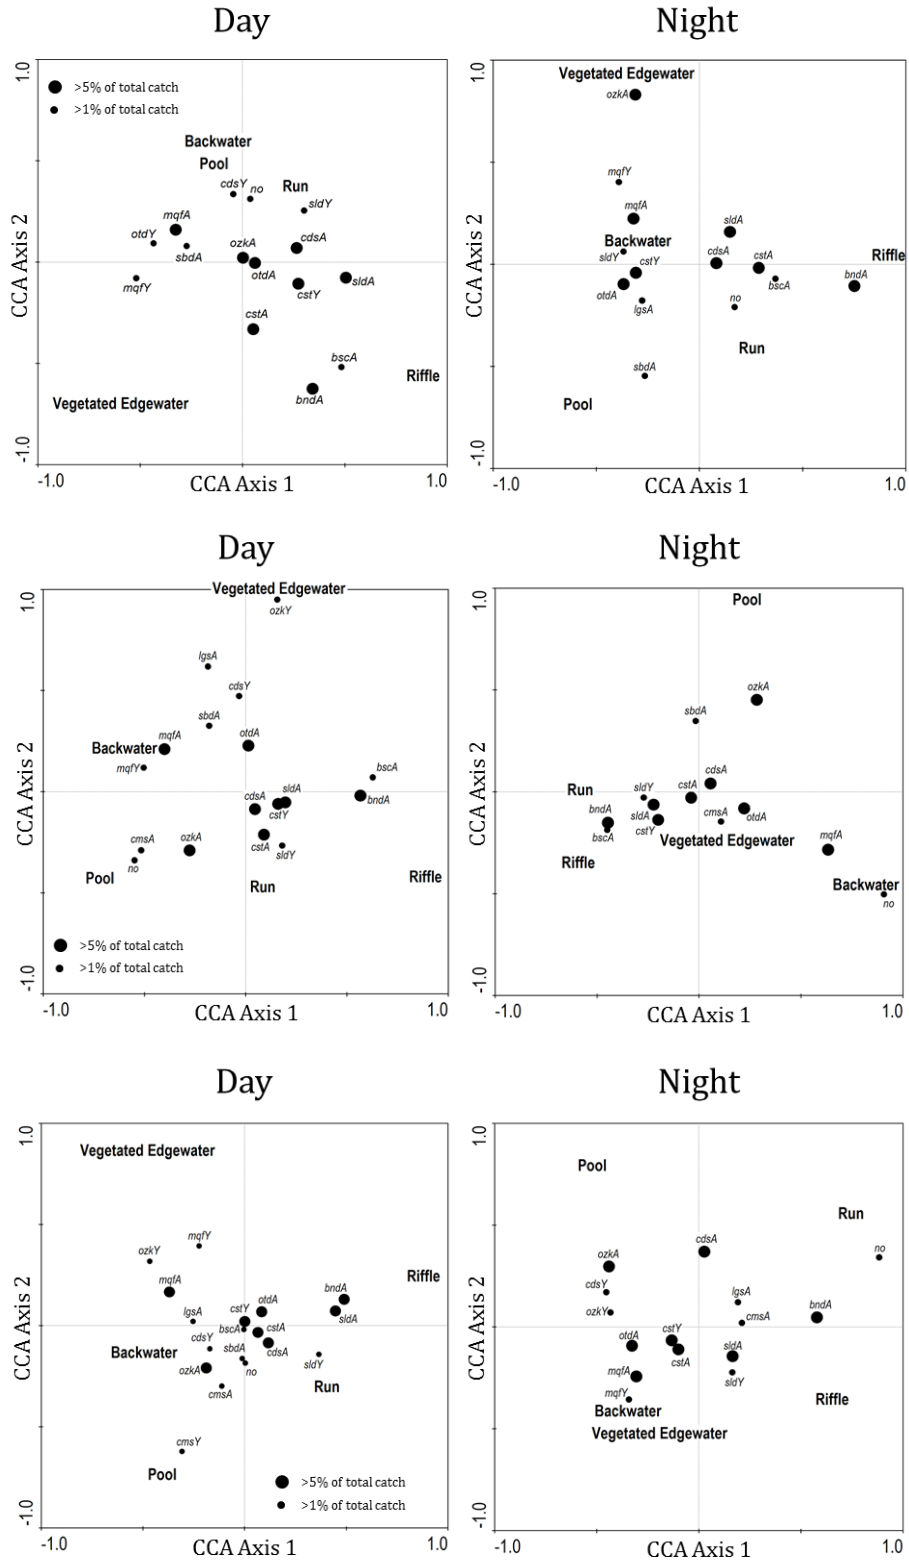 Day
Night
1.0
>5% of total catch
>1% of total catch
Backwater
Pool
Run
cdsY
no
sldY
mqfA
otdY
sbdA
ozkA
cdsA
otdA
mqfY
cstY
sldA
cstA
bscA
bndA
Riffle
Vegetated Edgewater
CCA Axis 2
-1.0
-1.0
CCA Axis 1
1.0
1.0
Vegetated Edgewater
ozkA
mqfY
mqfA
sldA
Backwater
sldY
cstY
cdsA
cstA
Riffle
otdA
lgsA
bscA
bndA
no
Run
sbdA
Pool
CCA Axis 2
-1.0
-1.0
CCA Axis 1
1.0
Day
Night
1.0
Vegetated Edgewater
ozkY
lgsA
cdsY
sbdA
otdA
mqfA
Backwater
mqfY
bscA
cdsA
sldA
bndA
cstY
cmsA
ozkA
cstA
sldY
no
Pool
Run
Riffle
>5% of total catch
>1% of total catch
CCA Axis 2
-1.0
-1.0
CCA Axis 1
1.0
1.0
Pool
ozkA
sbdA
cdsA
Run
sldY
cstA
bndA
sldA
cmsA
otdA
bscA
cstY
Vegetated Edgewater
mqfA
Riffle
Backwater
no
CCA Axis 2
-1.0
-1.0
CCA Axis 1
1.0
Day
Night
1.0
Vegetated Edgewater
mqfY
ozkY
mqfA
Riffle
lgsA
cstY
otdA
bndA
bscA
cstA
sldA
cdsY
Backwater
sbdA
cdsA
ozkA
no
sldY
cmsA
Run
cmsY
Pool
>5% of total catch
>1% of total catch
CCA Axis 2
-1.0
-1.0
CCA Axis 1
1.0
1.0
Pool
Run
cdsA
no
ozkA
cdsY
lgsA
ozkY
cmsA
bndA
otdA
cstY
cstA
sldA
mqfA
sldY
mqfY
Riffle
Backwater
Vegetated Edgewater
CCA Axis 2
-1.0
-1.0
CCA Axis 1
1.0